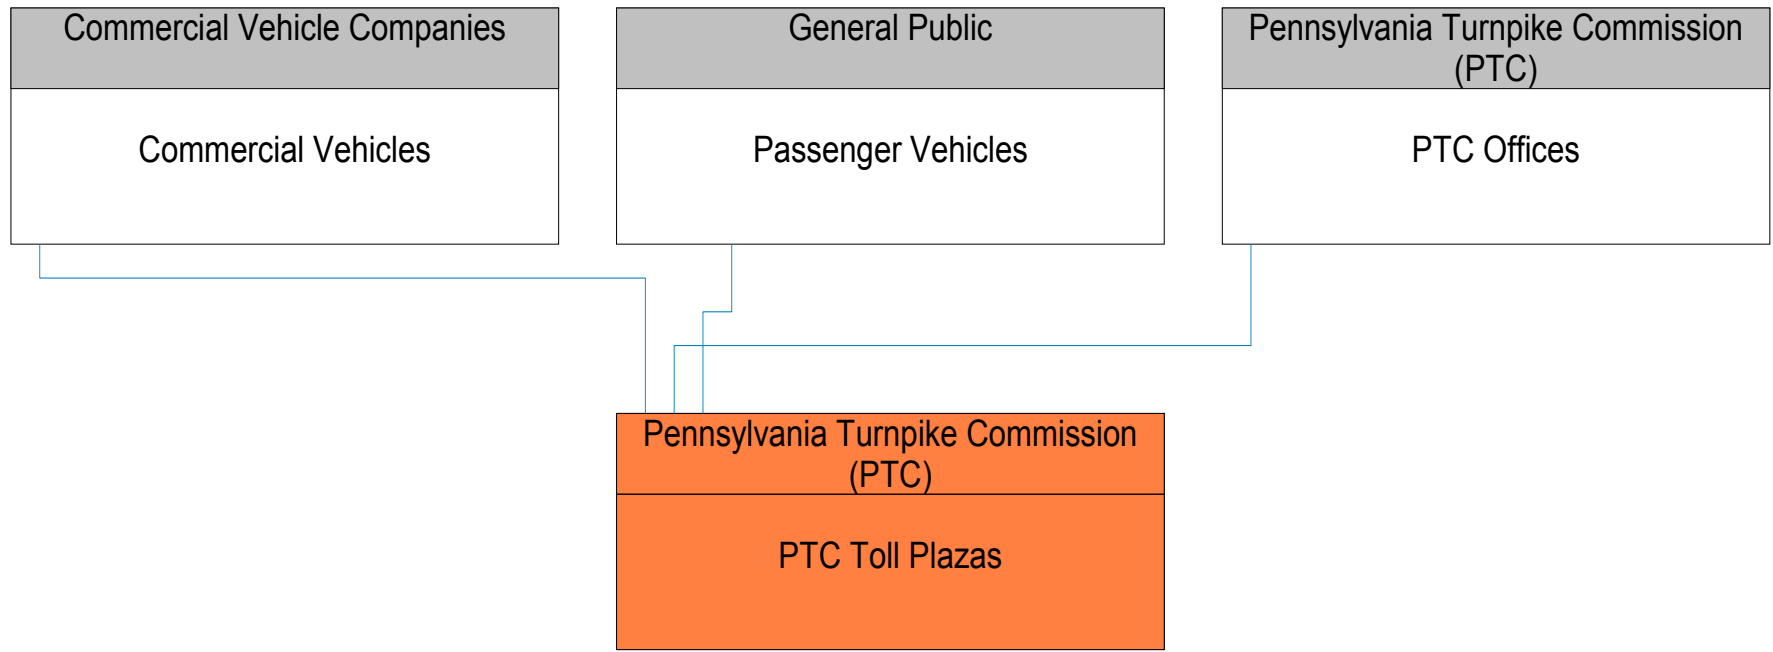 Commercial Vehicle Companies
Commercial Vehicles
General Public
Passenger Vehicles
Pennsylvania Turnpike Commission
(PTC)
PTC Offices
Pennsylvania Turnpike Commission
(PTC)
PTC Toll Plazas